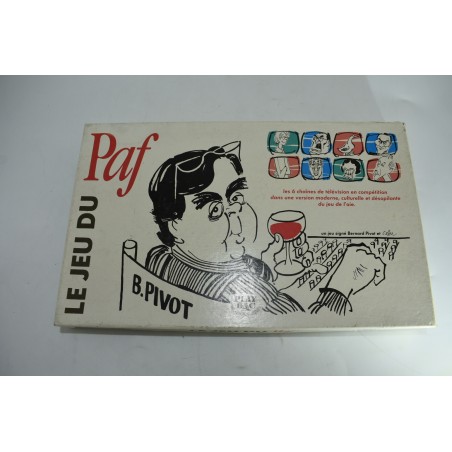 LE JEU DU
Paf
les 6 chaînes de télévision en compétition
dans une version moderne, culturelle et désopilante
du jeu de l'oie.
un jeu signé Bernard Pivot et
B.PIVOT